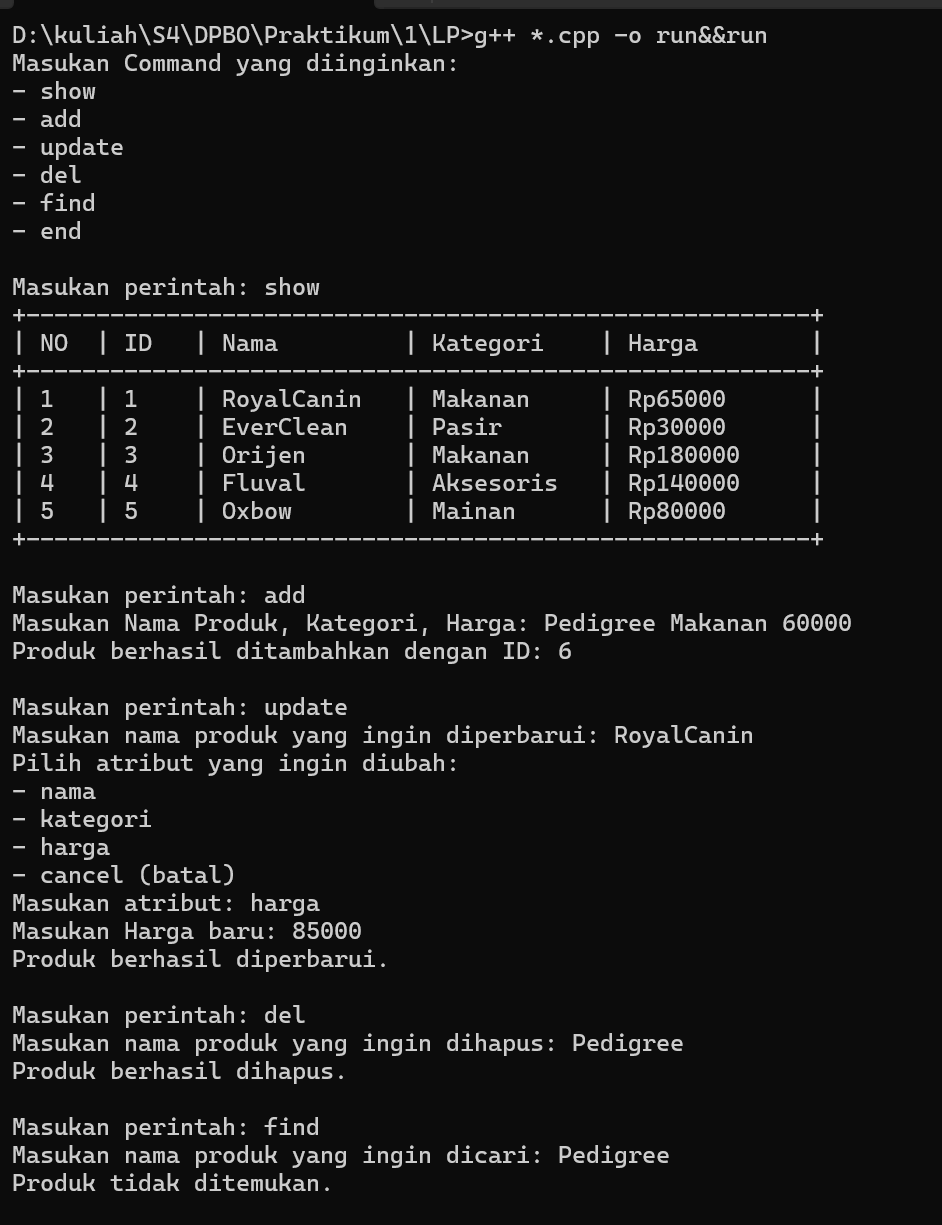 D:\kuliah\S4\DPBO\Praktikum\1\LP>g++ *.cpp -o run&&run
Masukan Command yang diinginkan:
- show
- add
- update
- del
- find
- end
Masukan perintah: show
+--------------------------------------------------------+
| NO  | ID   | Nama         | Kategori    | Harga        |
+--------------------------------------------------------+
| 1   | 1    | RoyalCanin   | Makanan     | Rp65000      |
| 2   | 2    | EverClean    | Pasir       | Rp30000      |
| 3   | 3    | Orijen       | Makanan     | Rp180000     |
| 4   | 4    | Fluval       | Aksesoris   | Rp140000     |
| 5   | 5    | Oxbow        | Mainan      | Rp80000      |
+--------------------------------------------------------+
Masukan perintah: add
Masukan Nama Produk, Kategori, Harga: Pedigree Makanan 60000
Produk berhasil ditambahkan dengan ID: 6
Masukan perintah: update
Masukan nama produk yang ingin diperbarui: RoyalCanin
Pilih atribut yang ingin diubah:
- nama
- kategori
- harga
- cancel (batal)
Masukan atribut: harga
Masukan Harga baru: 85000
Produk berhasil diperbarui.
Masukan perintah: del
Masukan nama produk yang ingin dihapus: Pedigree
Produk berhasil dihapus.
Masukan perintah: find
Masukan nama produk yang ingin dicari: Pedigree
Produk tidak ditemukan.